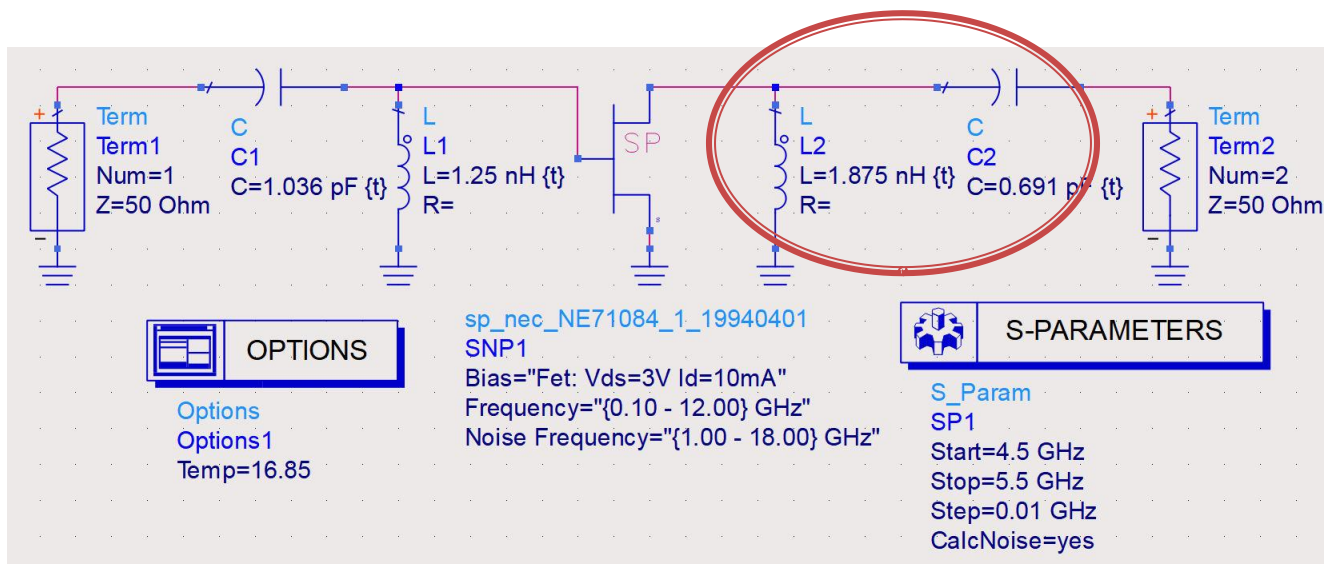 +
Term
Term1
Num=1
Z=50 Ohm
−
C
C1
C=1.036 pF {t}
L
L1
L=1.25 nH {t}
R=
SP
L
L2
L=1.875 nH {t}
R=
C
C2
C=0.691 pF {t}
+
Term
Term2
Num=2
Z=50 Ohm
−
OPTIONS
Options
Options1
Temp=16.85
sp_nec_NE71084_1_19940401
SNP1
Bias="Fet: Vds=3V Id=10mA"
Frequency="{0.10 - 12.00} GHz"
Noise Frequency="{1.00 - 18.00} GHz"
S-PARAMETERS
S_Param
SP1
Start=4.5 GHz
Stop=5.5 GHz
Step=0.01 GHz
CalcNoise=yes